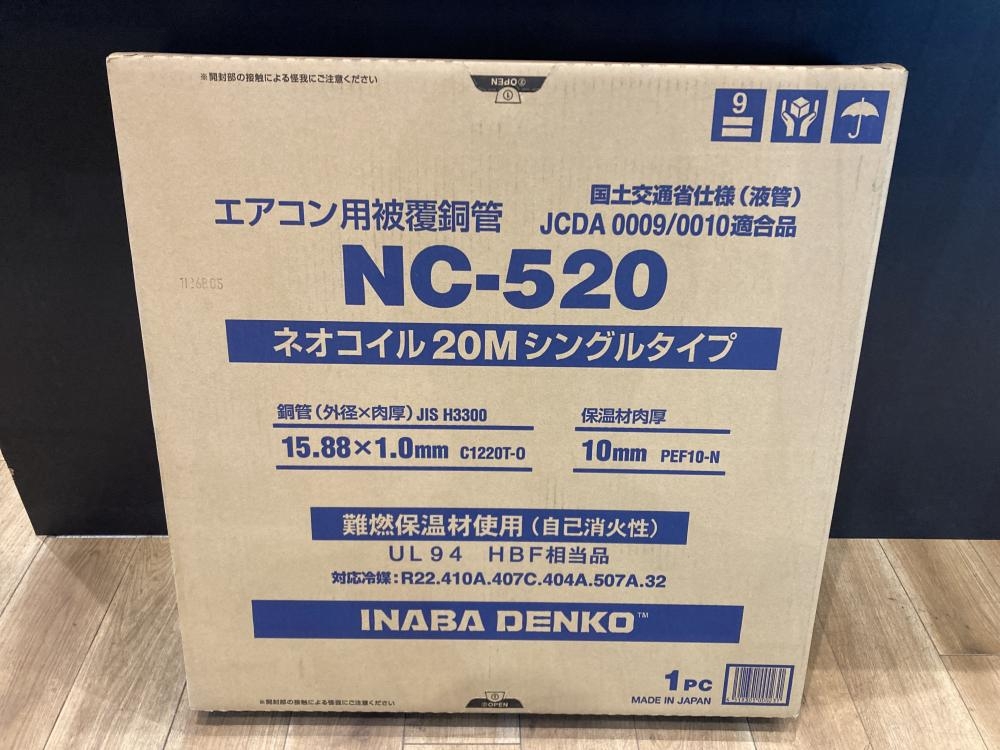 ※開封部の接触による怪我にご注意ください
②OPEN
①
9
国土交通省仕様(液管)
エアコン用被覆銅管
JCDA 0009/0010適合品
NC-520
ネオコイル20Mシングルタイプ
銅管(外径×肉厚)JIS H3300
保温材肉厚
15.88×1.0mm C1220T-O
10mm PEF10-N
難燃保温材使用(自己消火性)
UL94 HBF相当品
対応冷媒:R22.410A.407C.404A.507A.32
INABA DENKO™
1PC
MADE IN JAPAN
※開封部の接触による怪我にご注意ください
①
②OPEN